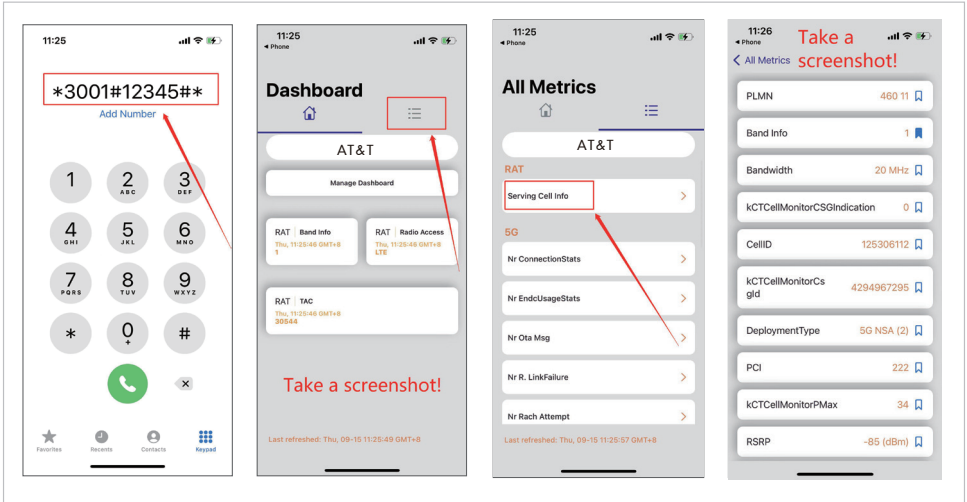 11:25
*3001#12345#*
Add Number
1
2
ABC
3
DEF
4
GHI
5
JKL
6
MNO
7
PQRS
8
TUV
9
WXYZ
*
0
+
#
Favorites
Recents
Contacts
Keypad
11:25
◀ Phone
Dashboard
AT&T
Manage Dashboard
RAT | Band Info
Thu, 11:25:46 GMT+8
1
RAT | Radio Access
Thu, 11:25:46 GMT+8
LTE
RAT | TAC
Thu, 11:25:46 GMT+8
30544
Take a screenshot!
Last refreshed: Thu, 09-15 11:25:49 GMT+8
11:25
◀ Phone
All Metrics
AT&T
RAT
Serving Cell Info
5G
Nr ConnectionStats
Nr EndcUsageStats
Nr Ota Msg
Nr R. LinkFailure
Nr Rach Attempt
Last refreshed: Thu, 09-15 11:25:57 GMT+8
11:26
◀ Phone
Take a
screenshot!
All Metrics
PLMN 460 11
Band Info 1
Bandwidth 20 MHz
kCTCellMonitorCSGIndication 0
CellID 125306112
kCTCellMonitorCs
gId 4294967295
DeploymentType 5G NSA (2)
PCI 222
kCTCellMonitorPMax 34
RSRP -85 (dBm)